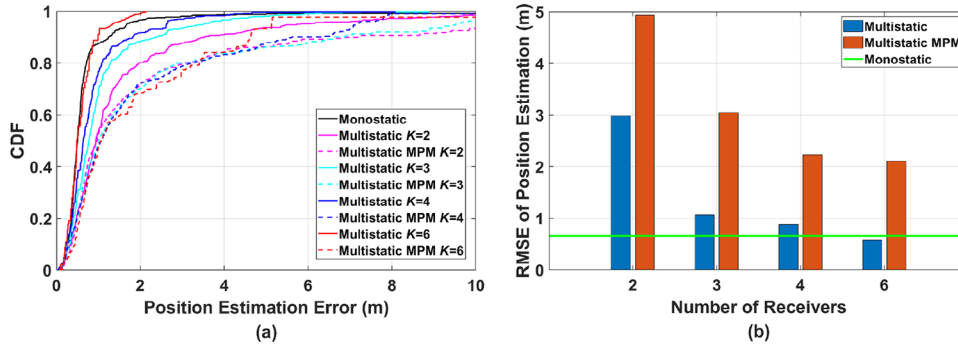 1
0.8
0.6
0.4
0.2
0
CDF
0 2 4 6 8 10
Position Estimation Error (m)
(a)
Monostatic
Multistatic K=2
Multistatic MPM K=2
Multistatic K=3
Multistatic MPM K=3
Multistatic K=4
Multistatic MPM K=4
Multistatic K=6
Multistatic MPM K=6
5
4
3
2
1
0
RMSE of Position Estimation (m)
2 3 4 6
Number of Receivers
(b)
Multistatic
Multistatic MPM
Monostatic